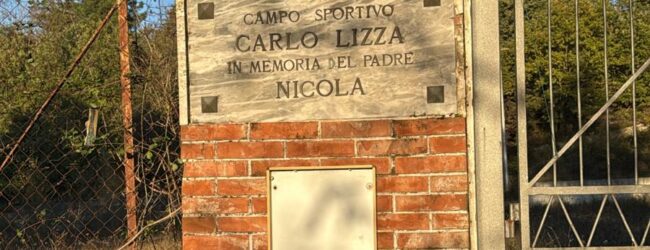 CAMPO SPORTIVO
CARLO LIZZA
IN MEMORIA DEL PADRE
NICOLA